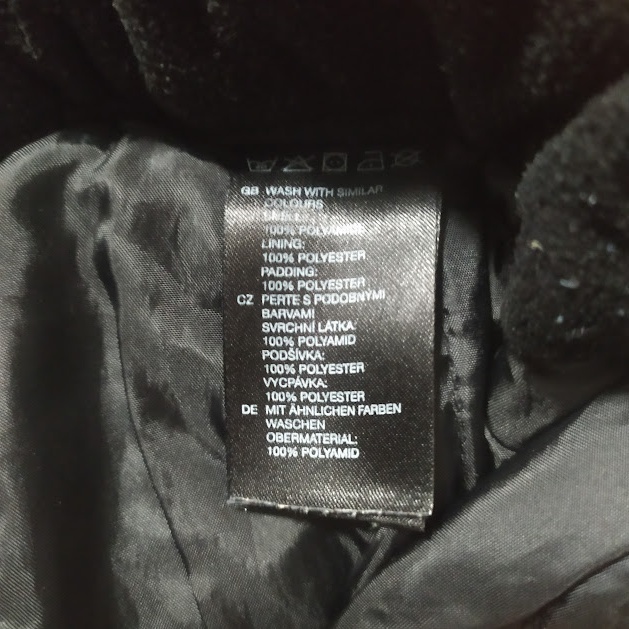 GB WASH WITH SIMILAR
COLOURS
100% POLYAMIDE
LINING:
100% POLYESTER
PADDING:
100% POLYESTER
CZ PERTE S PODOBNÝMI
BARVAMI
SVRCHNÍ LÁTKA:
100% POLYAMID
PODŠÍVKA:
100% POLYESTER
VYCPÁVKA:
100% POLYESTER
DE MIT ÄHNLICHEN FARBEN
WASCHEN
OBERMATERIAL:
100% POLYAMID